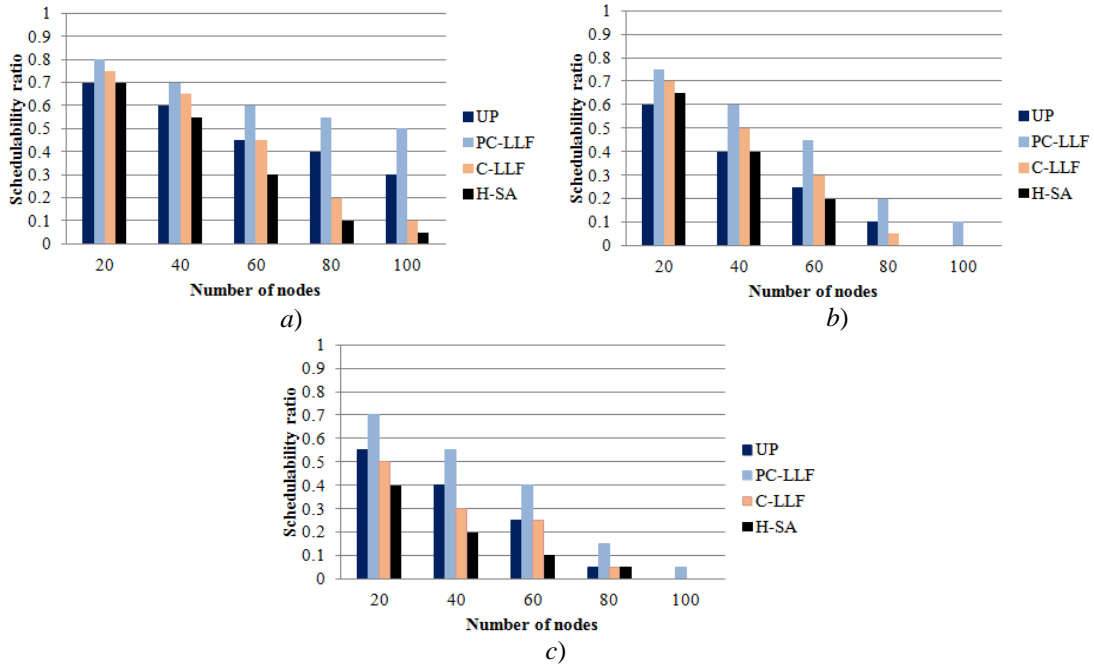 Schedulability ratio
1
0.9
0.8
0.7
0.6
0.5
0.4
0.3
0.2
0.1
0
20 40 60 80 100
Number of nodes
UP
PC-LLF
C-LLF
H-SA
a)
Schedulability ratio
1
0.9
0.8
0.7
0.6
0.5
0.4
0.3
0.2
0.1
0
20 40 60 80 100
Number of nodes
UP
PC-LLF
C-LLF
H-SA
b)
Schedulability ratio
1
0.9
0.8
0.7
0.6
0.5
0.4
0.3
0.2
0.1
0
20 40 60 80 100
Number of nodes
UP
PC-LLF
C-LLF
H-SA
c)